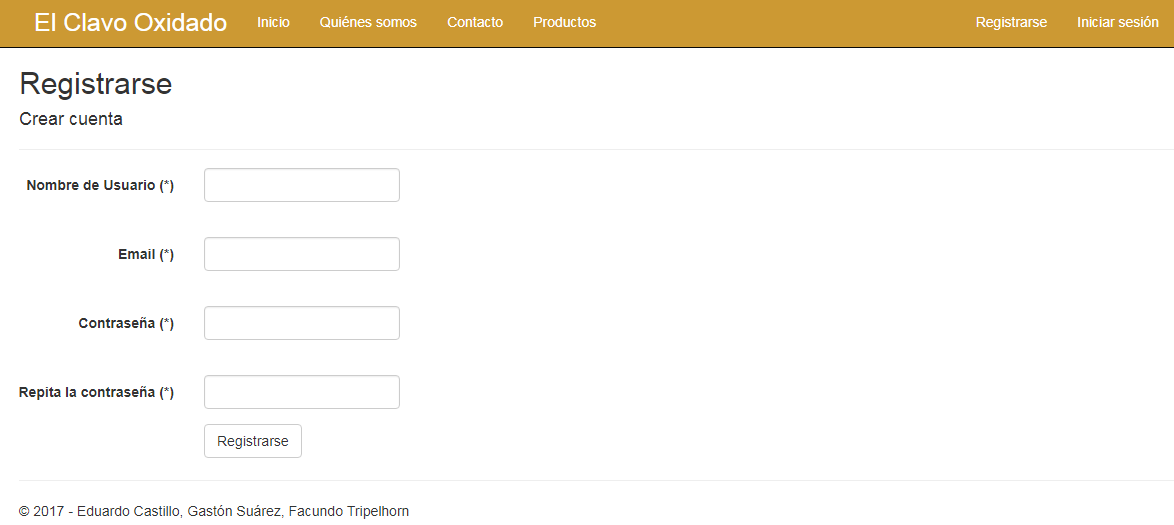 El Clavo Oxidado Inicio Quiénes somos Contacto Productos Registrarse Iniciar sesión
Registrarse
Crear cuenta
Nombre de Usuario (*)
Email (*)
Contraseña (*)
Repita la contraseña (*)
Registrarse
© 2017 - Eduardo Castillo, Gastón Suárez, Facundo Tripelhorn